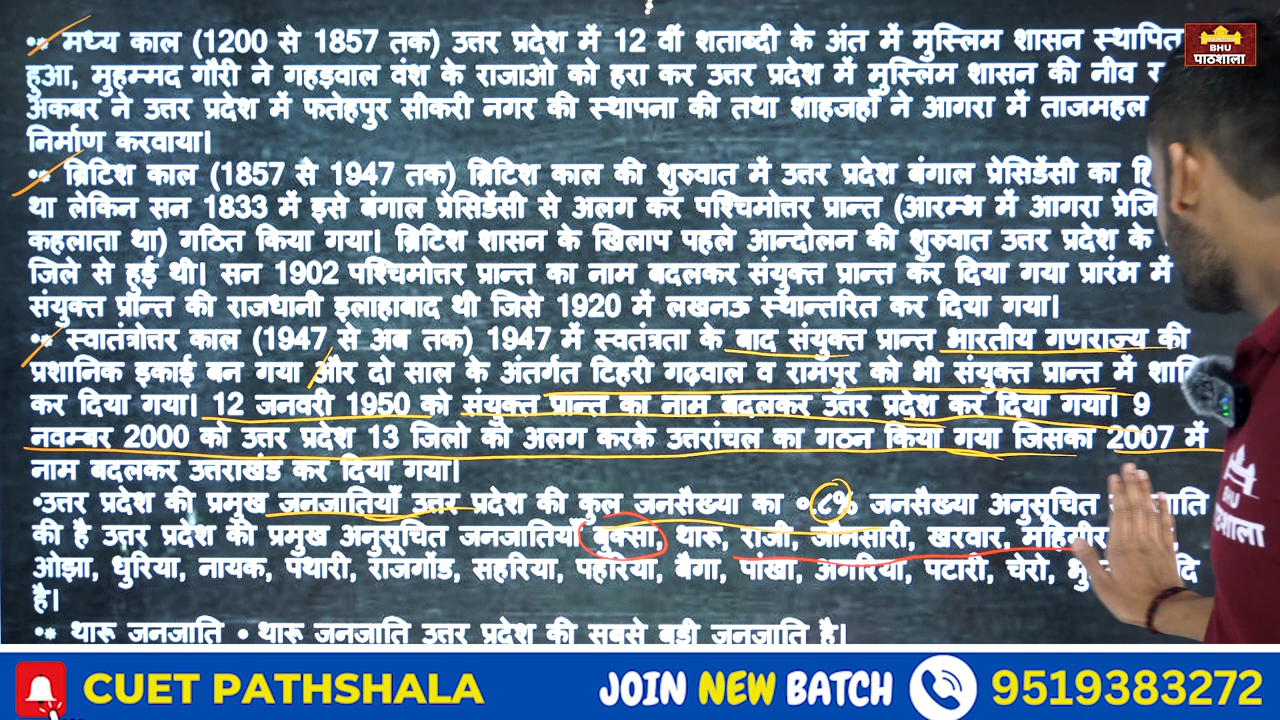 •* मध्य काल (1200 से 1857 तक) उत्तर प्रदेश में 12 वीं शताब्दी के अंत में मुस्लिम शासन स्थापित
BHU
पाठशाला
हुआ, मुहम्मद गौरी ने गहड़वाल वंश के राजाओ को हरा कर उत्तर प्रदेश में मुस्लिम शासन की नीव
अकबर ने उत्तर प्रदेश में फतेहपुर सीकरी नगर की स्थापना की तथा शाहजहाँ ने आगरा में ताजमहल
निर्माण करवाया।
•* ब्रिटिश काल (1857 से 1947 तक) ब्रिटिश काल की शुरुवात में उत्तर प्रदेश बंगाल प्रेसिडेंसी का
था लेकिन सन 1833 में इसे बंगाल प्रेसिडेंसी से अलग कर पश्चिमोत्तर प्रान्त (आरम्भ में आगरा
कहलाता था) गठित किया गया। ब्रिटिश शासन के खिलाप पहले आन्दोलन की शुरुवात उत्तर प्रदेश के
जिले से हुई थी। सन 1902 पश्चिमोत्तर प्रान्त का नाम बदलकर संयुक्त प्रान्त कर दिया गया प्रारंभ में
संयुक्त प्रान्त की राजधानी इलाहाबाद थी जिसे 1920 में लखनऊ स्थान्तरित कर दिया गया।
•* स्वातंत्रोत्तर काल (1947 से अब तक) 1947 में स्वतंत्रता के बाद संयुक्त प्रान्त भारतीय गणराज्य की
प्रशानिक इकाई बन गया और दो साल के अंतर्गत टिहरी गढ़वाल व रामपुर को भी संयुक्त प्रान्त में
कर दिया गया। 12 जनवरी 1950 को संयुक्त प्रान्त का नाम बदलकर उत्तर प्रदेश कर दिया गया। 9
नवम्बर 2000 को उत्तर प्रदेश 13 जिलो को अलग करके उत्तरांचल का गठन किया गया जिसका 2007 में
नाम बदलकर उत्तराखंड कर दिया गया।
•उत्तर प्रदेश की प्रमुख जनजातियाँ उत्तर प्रदेश की कुल जनसँख्या का •.८% जनसँख्या अनुसूचित
की है उत्तर प्रदेश की प्रमुख अनुसूचित जनजातियाँ बुक्सा, थारू, राजी, जौनसारी, खरवार,
ओझा, धुरिया, नायक, पथारी, राजगोंड, सहरिया, पहरिया, बैगा, पांखा, अगरिया, पटारी, चेरो,
है।
•* थारू जनजाति • थारू जनजाति उत्तर प्रदेश की सबसे बड़ी जनजाति है।
BHU
CUET PATHSHALA
JOIN NEW BATCH
9519383272